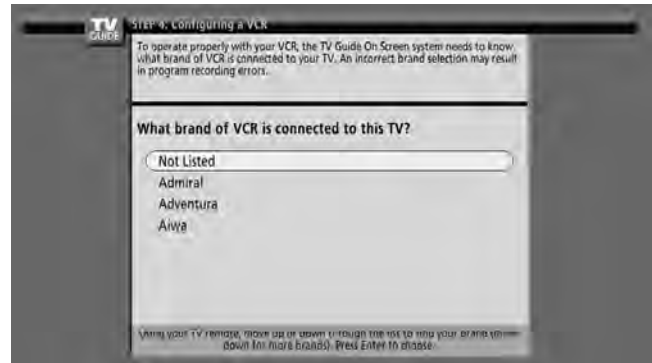 TV
GUIDE
STEP 4: Configuring a VCR
To operate properly with your VCR, the TV Guide On Screen system needs to know
what brand of VCR is connected to your TV. An incorrect brand selection may result
in program recording errors.
What brand of VCR is connected to this TV?
Not Listed
Admiral
Adventura
Aiwa
Using your TV remote, move up or down through the list to find your brand (move
down for more brands). Press Enter to choose.